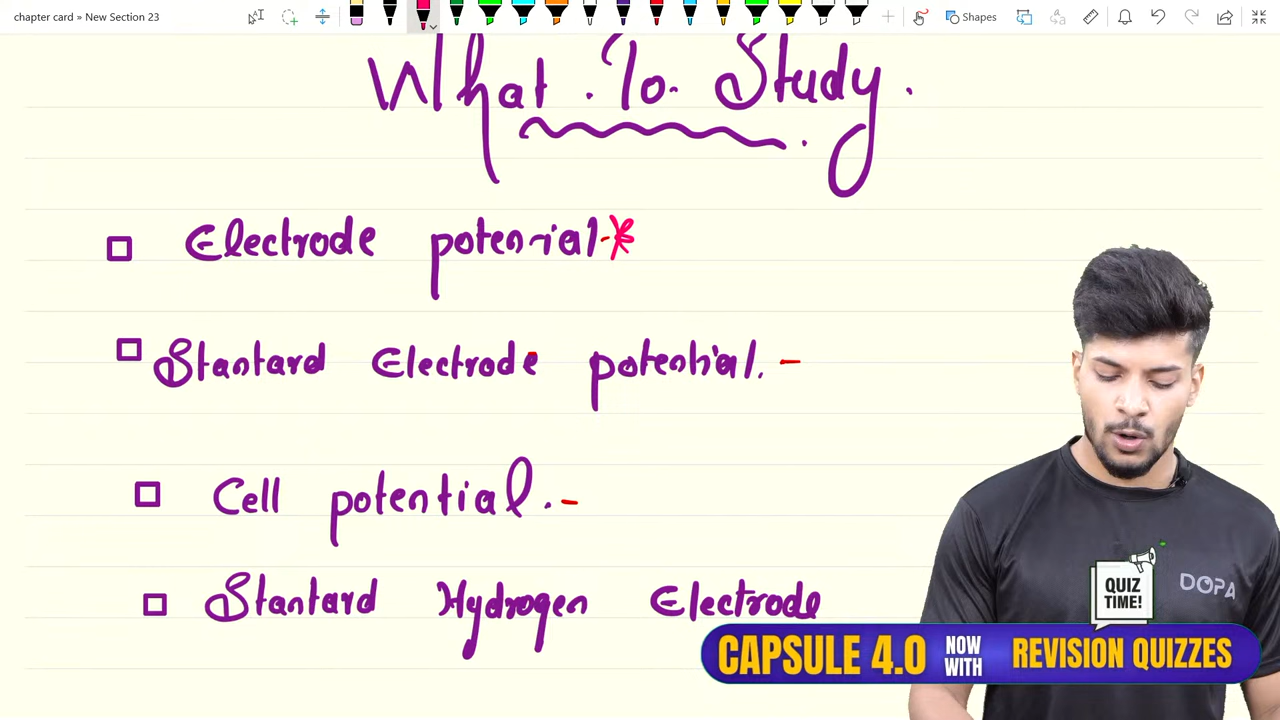 chapter card » New Section 23
Shapes
What To Study.
Electrode potenrial-*
Stantard Electrode potential. -
Cell potential. -
Stantard Hydrogen Electrode
QUIZ
TIME!
DOPA
CAPSULE 4.0 NOW WITH REVISION QUIZZES